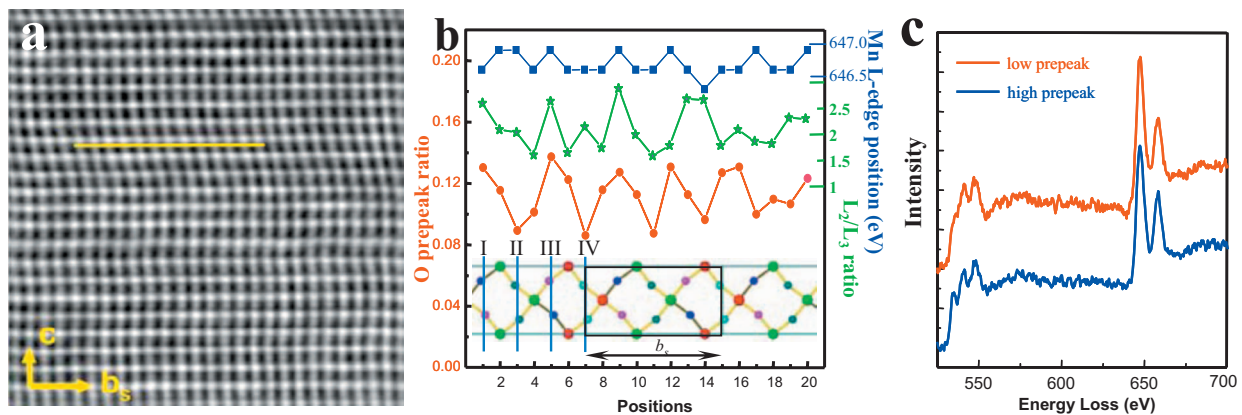 a
c
b_s
b
0.20
0.16
0.12
0.08
0.04
0.00
O prepeak ratio
647.0
646.5
Mn L-edge position (eV)
2.5
2
1.5
1
L₂/L₃ ratio
I II III IV
b_s
2 4 6 8 10 12 14 16 18 20
Positions
c
low prepeak
high prepeak
Intensity
550 600 650 700
Energy Loss (eV)